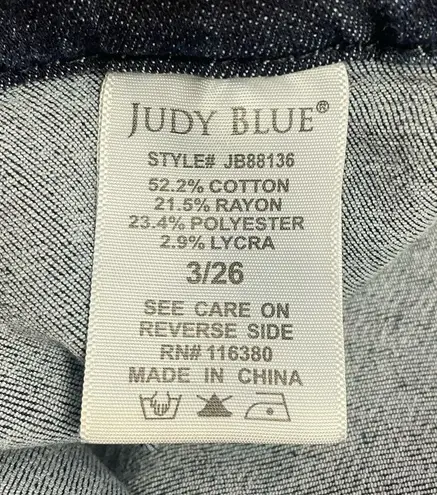 JUDY BLUE®
STYLE# JB88136
52.2% COTTON
21.5% RAYON
23.4% POLYESTER
2.9% LYCRA
3/26
SEE CARE ON
REVERSE SIDE
RN# 116380
MADE IN CHINA